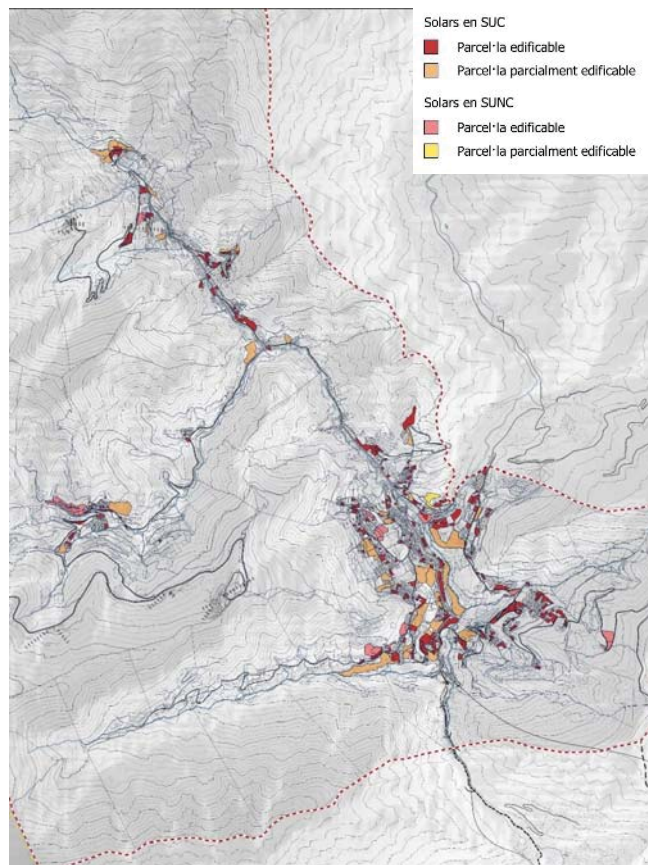 Solars en SUC
Parcel·la edificable
Parcel·la parcialment edificable
Solars en SUNC
Parcel·la edificable
Parcel·la parcialment edificable